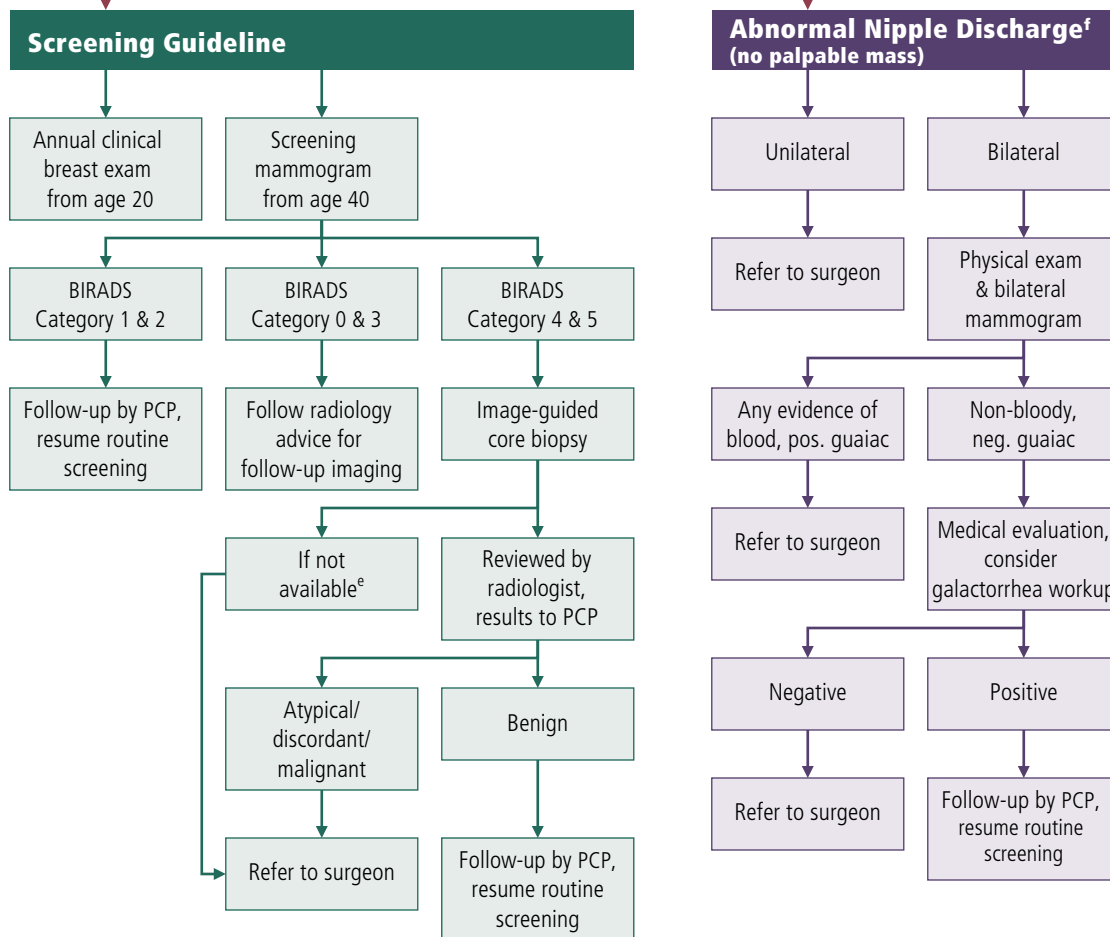 Screening Guideline
Annual clinical
breast exam
from age 20
Screening
mammogram
from age 40
BIRADS
Category 1 & 2
BIRADS
Category 0 & 3
BIRADS
Category 4 & 5
Follow-up by PCP,
resume routine
screening
Follow radiology
advice for
follow-up imaging
Image-guided
core biopsy
If not
availableᵉ
Reviewed by
radiologist,
results to PCP
Atypical/
discordant/
malignant
Benign
Refer to surgeon
Follow-up by PCP,
resume routine
screening
Abnormal Nipple Dischargeᶠ
(no palpable mass)
Unilateral
Bilateral
Refer to surgeon
Physical exam
& bilateral
mammogram
Any evidence of
blood, pos. guaiac
Non-bloody,
neg. guaiac
Refer to surgeon
Medical evaluation,
consider
galactorrhea workup
Negative
Positive
Refer to surgeon
Follow-up by PCP,
resume routine
screening